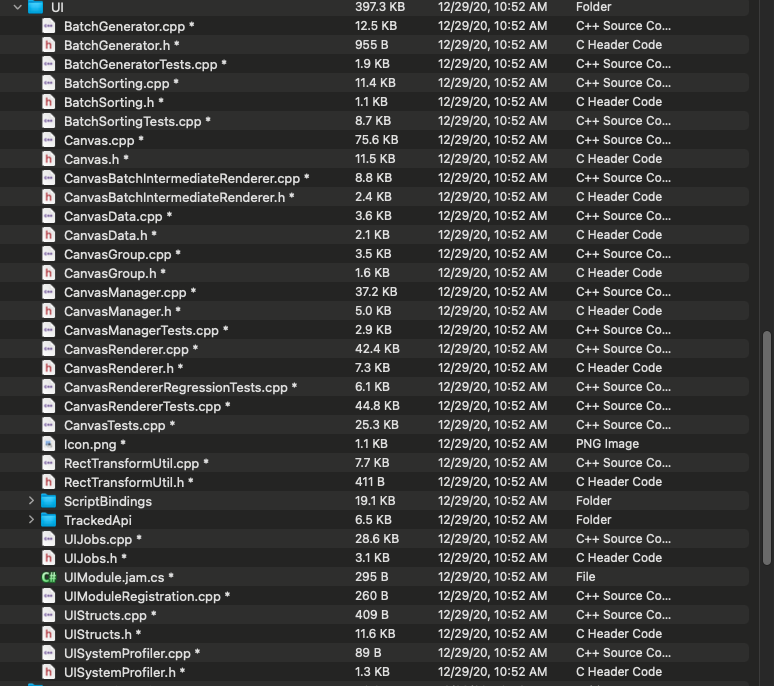 UI 397.3 KB 12/29/20, 10:52 AM Folder
BatchGenerator.cpp * 12.5 KB 12/29/20, 10:52 AM C++ Source Co...
BatchGenerator.h * 955 B 12/29/20, 10:52 AM C Header Code
BatchGeneratorTests.cpp * 1.9 KB 12/29/20, 10:52 AM C++ Source Co...
BatchSorting.cpp * 11.4 KB 12/29/20, 10:52 AM C++ Source Co...
BatchSorting.h * 1.1 KB 12/29/20, 10:52 AM C Header Code
BatchSortingTests.cpp * 8.7 KB 12/29/20, 10:52 AM C++ Source Co...
Canvas.cpp * 75.6 KB 12/29/20, 10:52 AM C++ Source Co...
Canvas.h * 11.5 KB 12/29/20, 10:52 AM C Header Code
CanvasBatchIntermediateRenderer.cpp * 8.8 KB 12/29/20, 10:52 AM C++ Source Co...
CanvasBatchIntermediateRenderer.h * 2.4 KB 12/29/20, 10:52 AM C Header Code
CanvasData.cpp * 3.6 KB 12/29/20, 10:52 AM C++ Source Co...
CanvasData.h * 2.1 KB 12/29/20, 10:52 AM C Header Code
CanvasGroup.cpp * 3.5 KB 12/29/20, 10:52 AM C++ Source Co...
CanvasGroup.h * 1.6 KB 12/29/20, 10:52 AM C Header Code
CanvasManager.cpp * 37.2 KB 12/29/20, 10:52 AM C++ Source Co...
CanvasManager.h * 5.0 KB 12/29/20, 10:52 AM C Header Code
CanvasManagerTests.cpp * 2.9 KB 12/29/20, 10:52 AM C++ Source Co...
CanvasRenderer.cpp * 42.4 KB 12/29/20, 10:52 AM C++ Source Co...
CanvasRenderer.h * 7.3 KB 12/29/20, 10:52 AM C Header Code
CanvasRendererRegressionTests.cpp * 6.1 KB 12/29/20, 10:52 AM C++ Source Co...
CanvasRendererTests.cpp * 44.8 KB 12/29/20, 10:52 AM C++ Source Co...
CanvasTests.cpp * 25.3 KB 12/29/20, 10:52 AM C++ Source Co...
Icon.png * 1.1 KB 12/29/20, 10:52 AM PNG Image
RectTransformUtil.cpp * 7.7 KB 12/29/20, 10:52 AM C++ Source Co...
RectTransformUtil.h * 411 B 12/29/20, 10:52 AM C Header Code
ScriptBindings 19.1 KB 12/29/20, 10:52 AM Folder
TrackedApi 6.5 KB 12/29/20, 10:52 AM Folder
UIJobs.cpp * 28.6 KB 12/29/20, 10:52 AM C++ Source Co...
UIJobs.h * 3.1 KB 12/29/20, 10:52 AM C Header Code
C# UIModule.jam.cs * 295 B 12/29/20, 10:52 AM File
UIModuleRegistration.cpp * 260 B 12/29/20, 10:52 AM C++ Source Co...
UIStructs.cpp * 409 B 12/29/20, 10:52 AM C++ Source Co...
UIStructs.h * 11.6 KB 12/29/20, 10:52 AM C Header Code
UISystemProfiler.cpp * 89 B 12/29/20, 10:52 AM C++ Source Co...
UISystemProfiler.h * 1.3 KB 12/29/20, 10:52 AM C Header Code